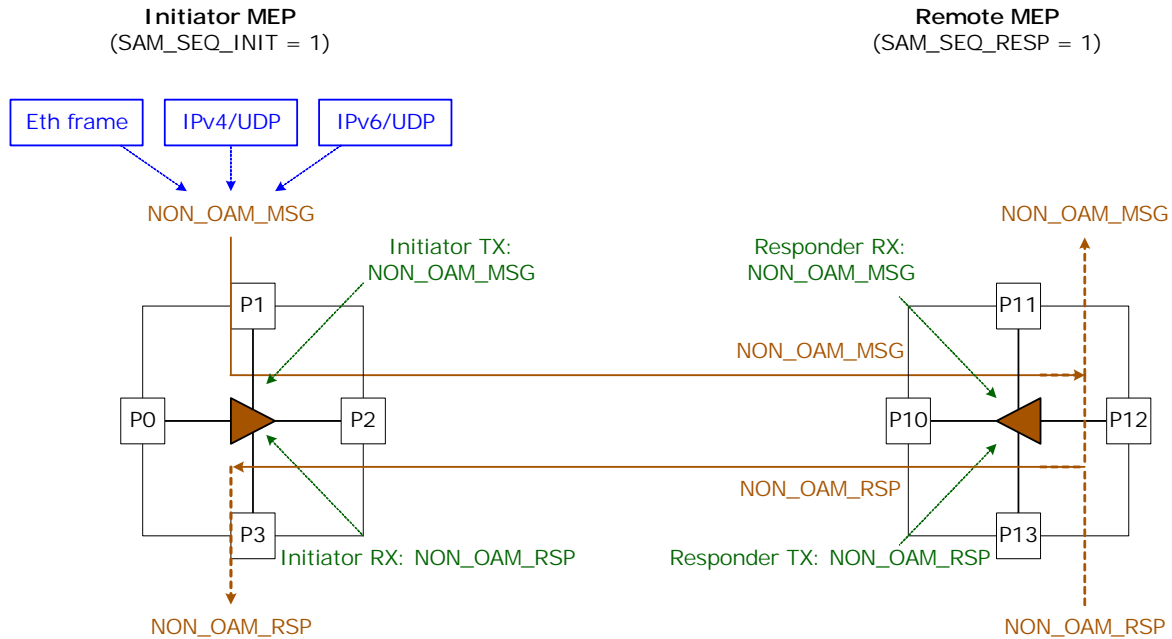 Initiator MEP
(SAM_SEQ_INIT = 1)
Remote MEP
(SAM_SEQ_RESP = 1)
Eth frame
IPv4/UDP
IPv6/UDP
NON_OAM_MSG
NON_OAM_MSG
Initiator TX:
NON_OAM_MSG
Responder RX:
NON_OAM_MSG
P1
P11
NON_OAM_MSG
P0
P2
P10
P12
NON_OAM_RSP
P3
P13
Initiator RX: NON_OAM_RSP
Responder TX: NON_OAM_RSP
NON_OAM_RSP
NON_OAM_RSP